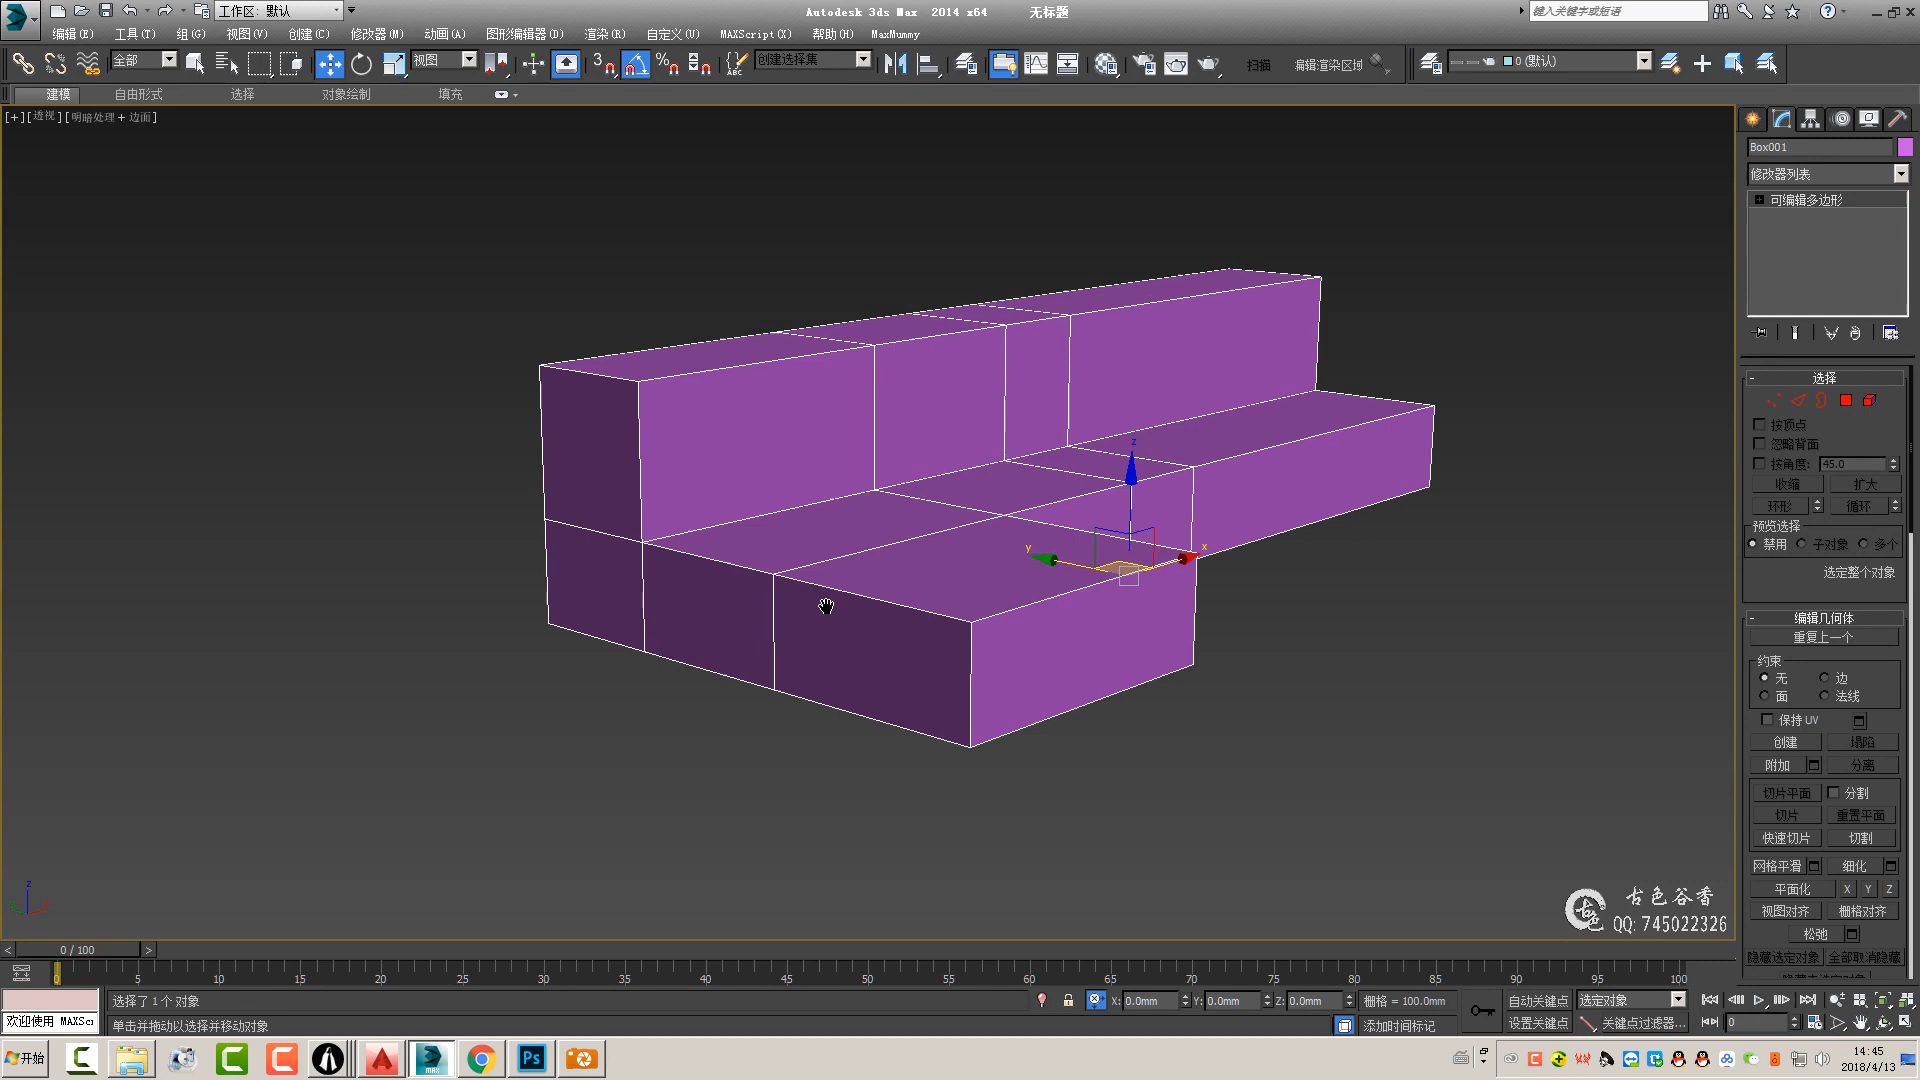 工作区: 默认
Autodesk 3ds Max  2014 x64    无标题
键入关键字或短语
编辑(E)
工具(T)
组(G)
视图(V)
创建(C)
修改器(M)
动画(A)
图形编辑器(D)
渲染(R)
自定义(U)
MAXScript(X)
帮助(H)
MaxMummy
全部
视图
创建选择集
扫描
编辑渲染区域
0 (默认)
建模
自由形式
选择
对象绘制
填充
[+][透视][明暗处理+边面]
Box001
修改器列表
可编辑多边形
选择
按顶点
忽略背面
按角度: 45.0
收缩
扩大
环形
循环
预览选择
禁用
子对象
多个
选定整个对象
编辑几何体
重复上一个
约束
无
边
面
法线
保持 UV
创建
塌陷
附加
分离
切片平面
分割
切片
重置平面
快速切片
切割
网格平滑
细化
平面化
X
Y
Z
视图对齐
栅格对齐
松弛
隐藏选定对象
全部取消隐藏
z
y
x
古色谷香
QQ: 745022326
0 / 100
0 5 10 15 20 25 30 35 40 45 50 55 60 65 70 75 80 85 90 95 100
选择了 1 个 对象
X: 0.0mm
Y: 0.0mm
Z: 0.0mm
栅格 = 100.0mm
自动关键点
选定对象
欢迎使用 MAXSc
单击并拖动以选择并移动对象
添加时间标记
设置关键点
关键点过滤器...
0
开始
MAX
Ps
14:45
2018/4/13